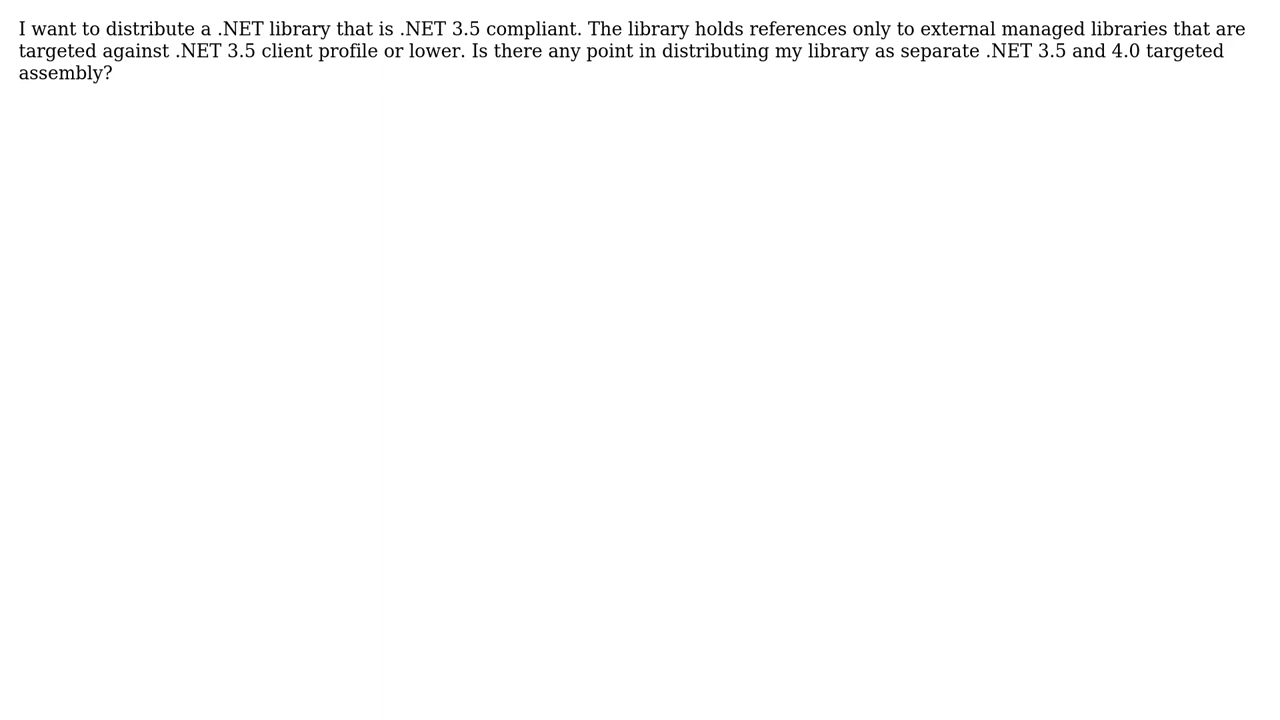 I want to distribute a .NET library that is .NET 3.5 compliant. The library holds references only to external managed libraries that are
targeted against .NET 3.5 client profile or lower. Is there any point in distributing my library as separate .NET 3.5 and 4.0 targeted
assembly?